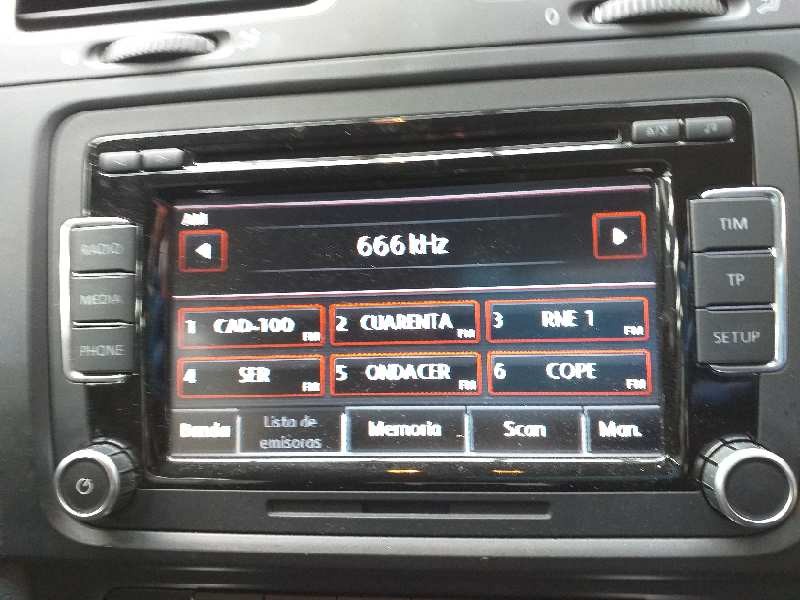 AM
666 kHz
RADIO
MEDIA
PHONE
TIM
TP
SETUP
1 CAD-100 FM
2 CUARENTA FM
3 RNE 1 FM
4 SER FM
5 ONDACER FM
6 COPE FM
Banda
Lista de
emisoras
Memoria
Scan
Man.
0